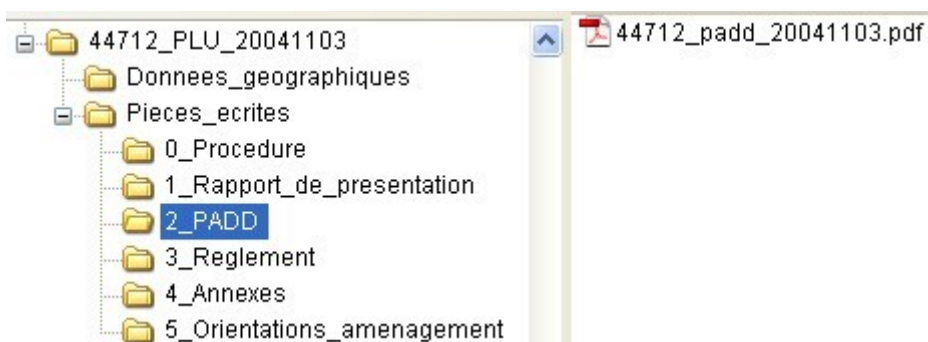 44712_PLU_20041103
Donnees_geographiques
Pieces_ecrites
0_Procedure
1_Rapport_de_presentation
2_PADD
3_Reglement
4_Annexes
5_Orientations_amenagement
44712_padd_20041103.pdf